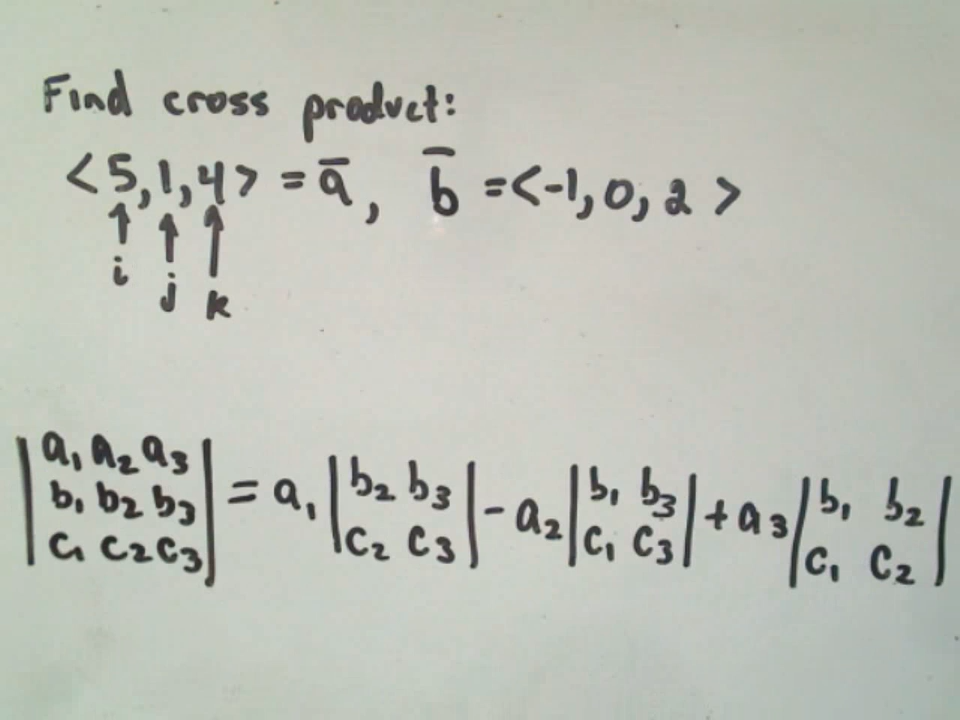 Find cross product:
<5,1,4> = a̅, b̅ = <-1, 0, 2>
↑ ↑ ↑
i j k
|a₁ a₂ a₃|
|b₁ b₂ b₃| = a₁ |b₂ b₃| - a₂ |b₁ b₃| + a₃ |b₁ b₂|
|c₁ c₂ c₃| |c₂ c₃| |c₁ c₃| |c₁ c₂|